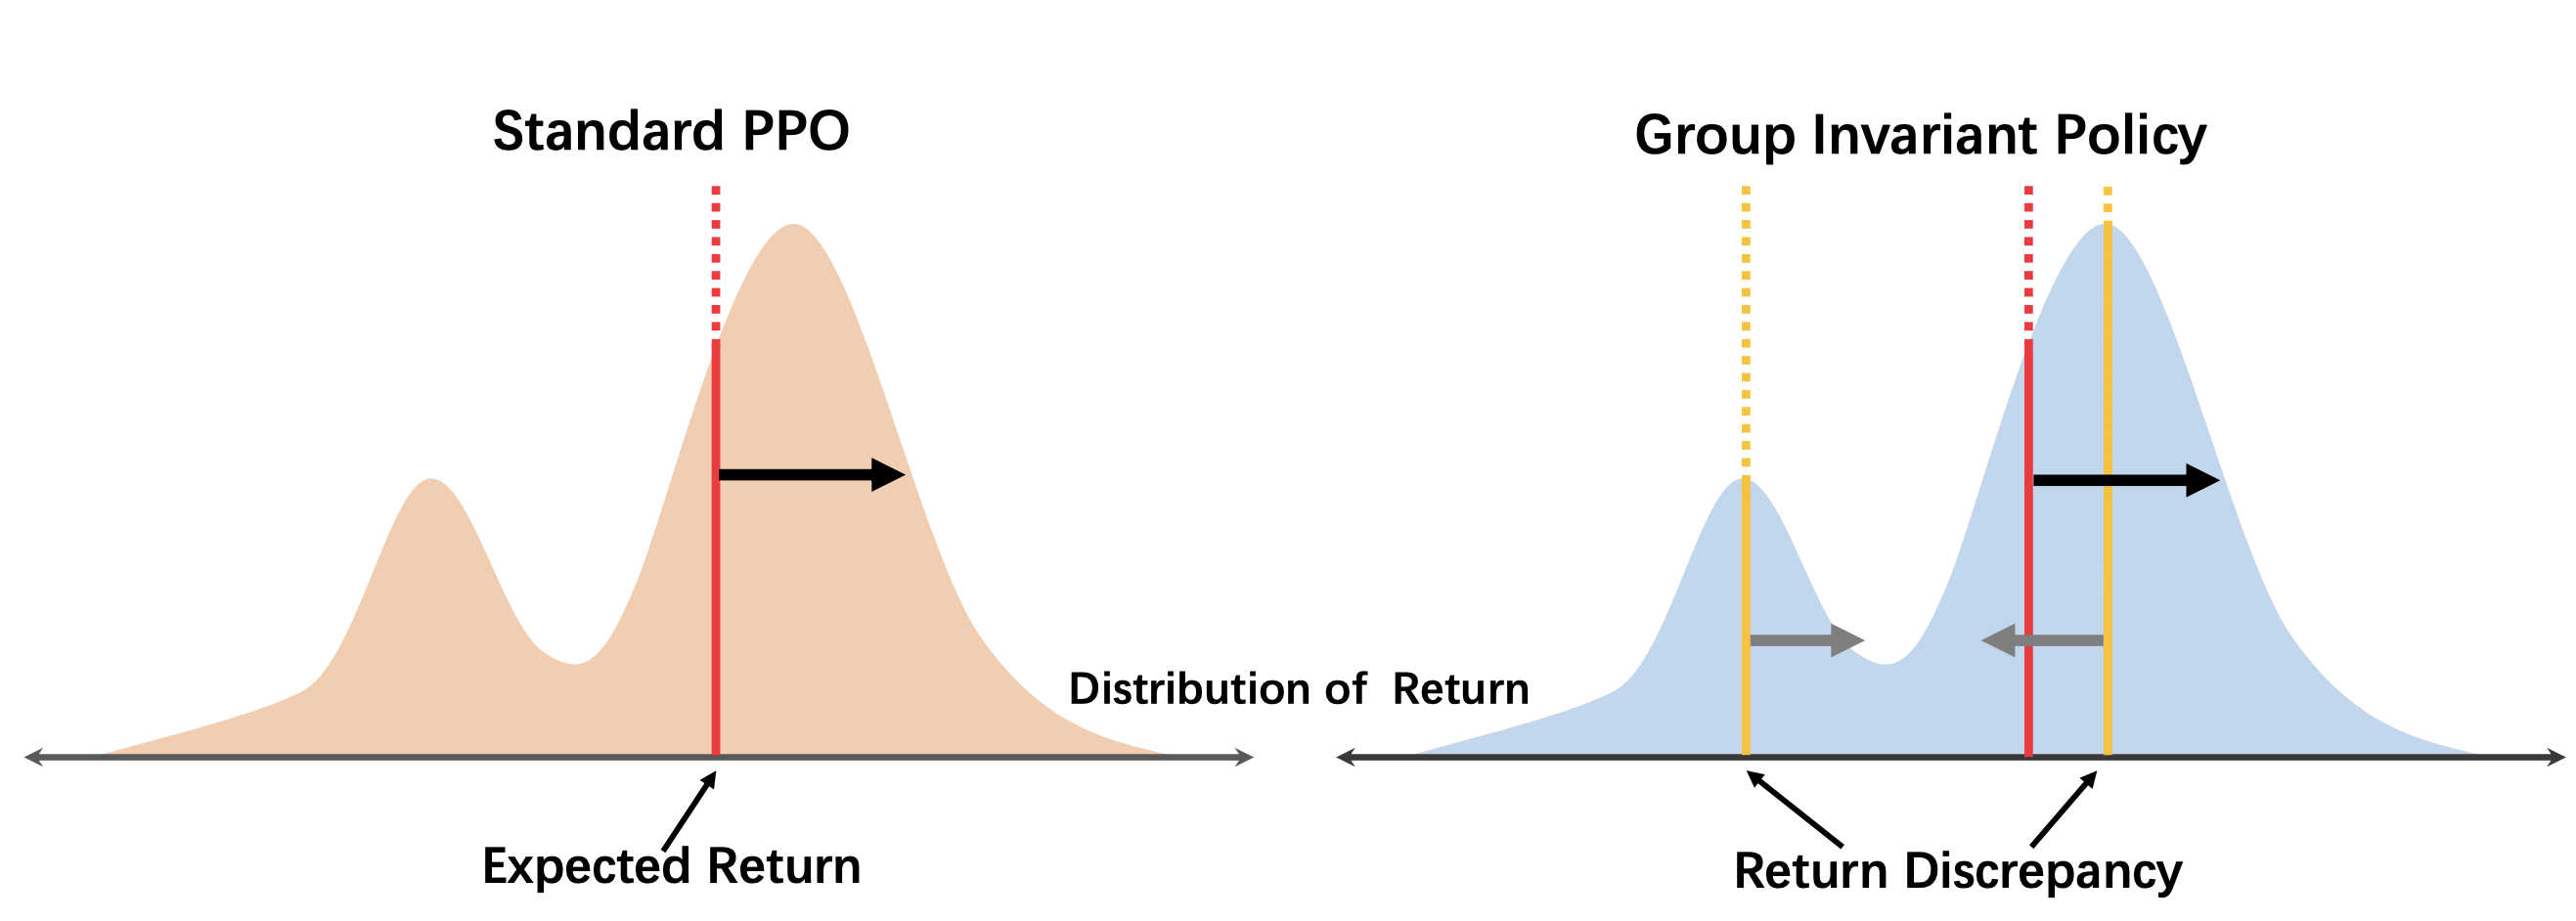 Standard PPO
Group Invariant Policy
Distribution of Return
Expected Return
Return Discrepancy